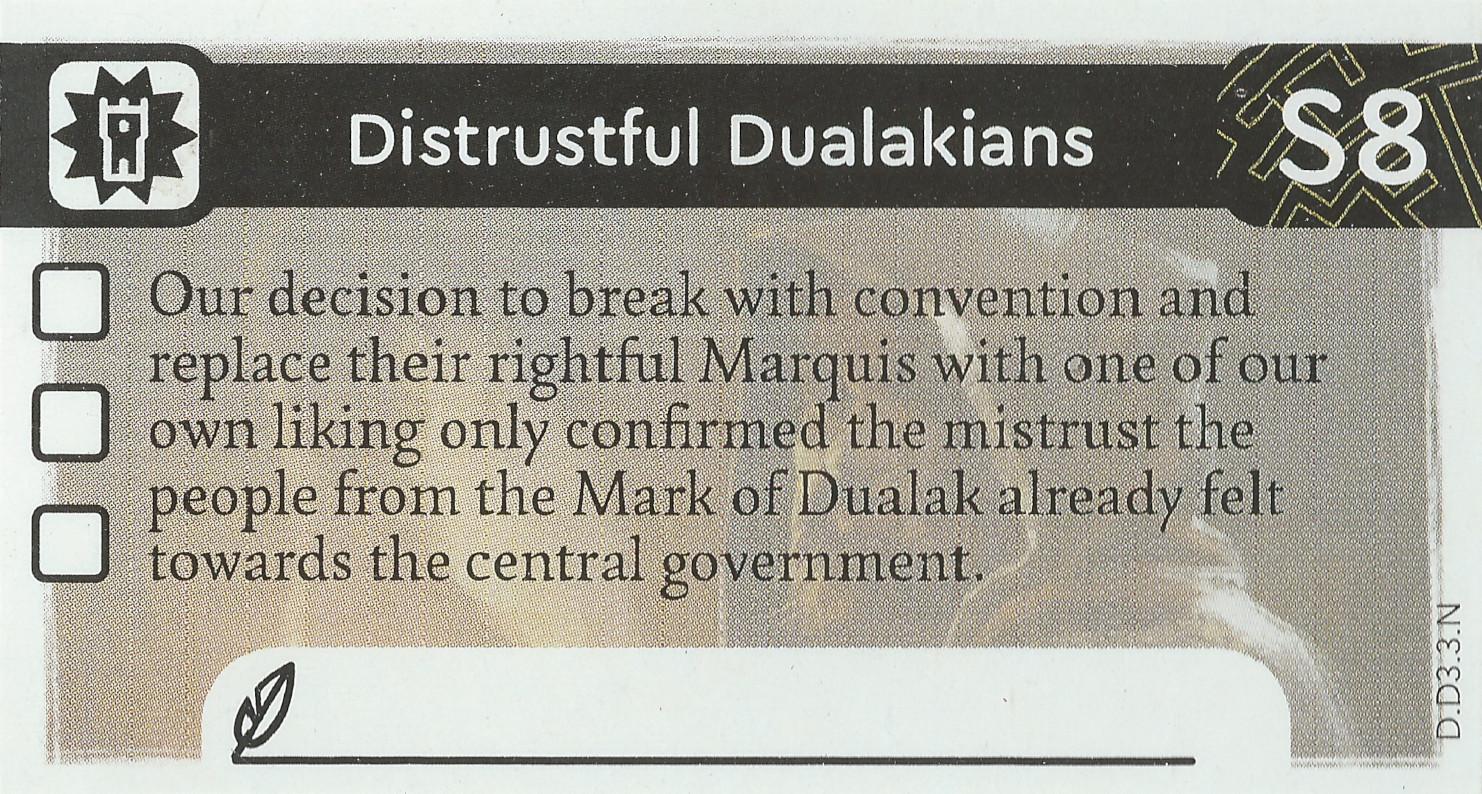 Distrustful Dualakians
S8
Our decision to break with convention and
replace their rightful Marquis with one of our
own liking only confirmed the mistrust the
people from the Mark of Dualak already felt
towards the central government.
D.D3.3.N